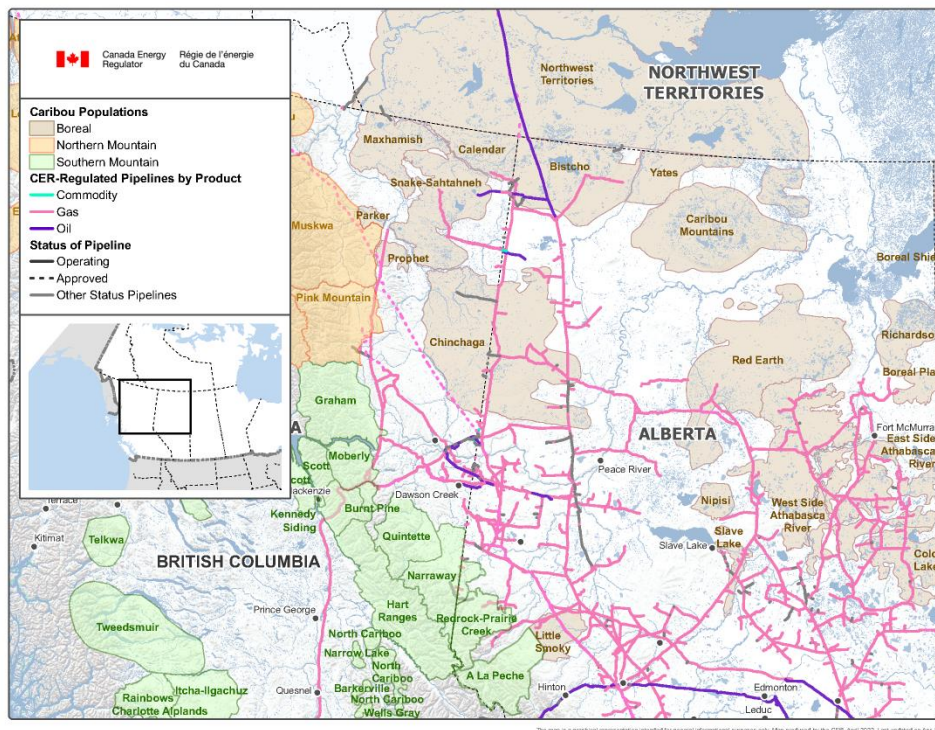 Canada Energy Régie de l'énergie
Regulator du Canada
Caribou Populations
Boreal
Northern Mountain
Southern Mountain
CER-Regulated Pipelines by Product
Commodity
Gas
Oil
Status of Pipeline
Operating
Approved
Other Status Pipelines
NORTHWEST
TERRITORIES
Northwest
Territories
Maxhamish
Calendar
Bistcho
Yates
Snake-Sahtahneh
Caribou
Mountains
Parker
Muskwa
Prophet
Boreal Shie
Pink Mountain
Chinchaga
Richardson
Red Earth
Boreal Pla
Graham
Fort McMurra
ALBERTA
East Side
Athabasca
River
Moberly
Scott
Peace River
Dawson Creek
Nipisi
West Side
Athabasca
River
Burnt Pine
Kennedy
Siding
Quintette
Slave Lake
Slave
Lake
Cold
Lake
Terrace
Kitimat
Telkwa
BRITISH COLUMBIA
Narraway
Prince George
Hart
Ranges
Redrock-Prairie
Creek
Tweedsmuir
North Cariboo
Narrow Lake
Little
Smoky
North
Cariboo
A La Peche
Rainbows
Itcha-Ilgachuz
Charlotte Alplands
Quesnel
Barkerville
North Cariboo
Wells Gray
Hinton
Edmonton
Leduc